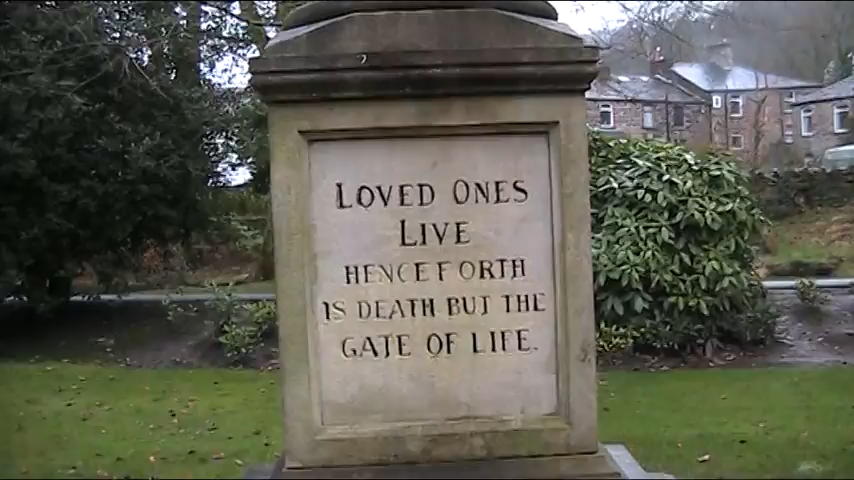 LOVED ONES
LIVE
HENCEFORTH
IS DEATH BUT THE
GATE OF LIFE.